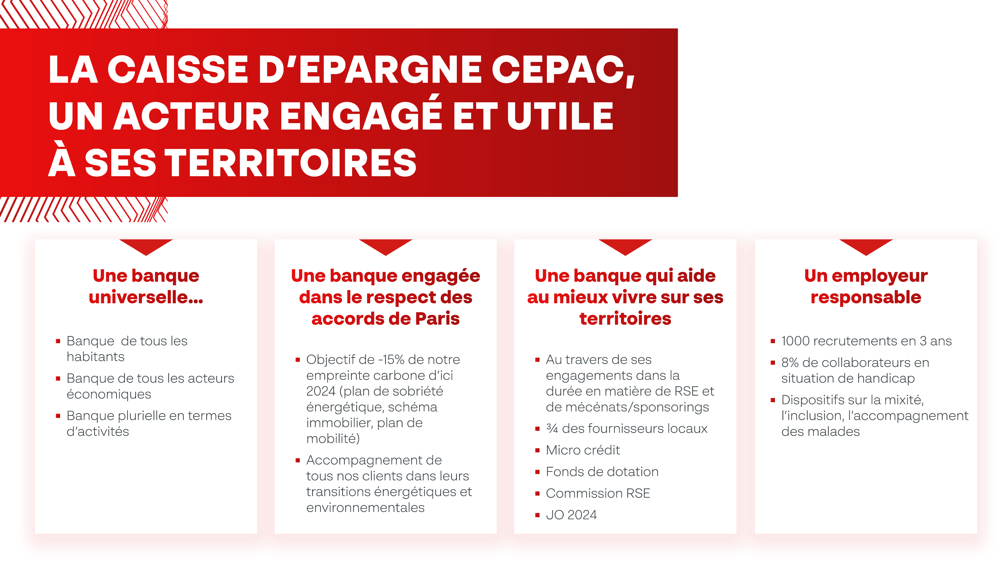 LA CAISSE D’EPARGNE CEPAC,
UN ACTEUR ENGAGÉ ET UTILE
À SES TERRITOIRES
Une banque
universelle...
Banque  de tous les
habitants
Banque de tous les acteurs
économiques
Banque plurielle en termes
d’activités
Une banque engagée
dans le respect des
accords de Paris
Objectif de -15% de notre
empreinte carbone d’ici
2024 (plan de sobriété
énergétique, schéma
immobilier, plan de
mobilité)
Accompagnement de
tous nos clients dans leurs
transitions énergétiques et
environnementales
Une banque qui aide
au mieux vivre sur ses
territoires
Au travers de ses
engagements dans la
durée en matière de RSE et
de mécénats/sponsorings
¾ des fournisseurs locaux
Micro crédit
Fonds de dotation
Commission RSE
JO 2024
Un employeur
responsable
1000 recrutements en 3 ans
8% de collaborateurs en
situation de handicap
Dispositifs sur la mixité,
l’inclusion, l’accompagnement
des malades